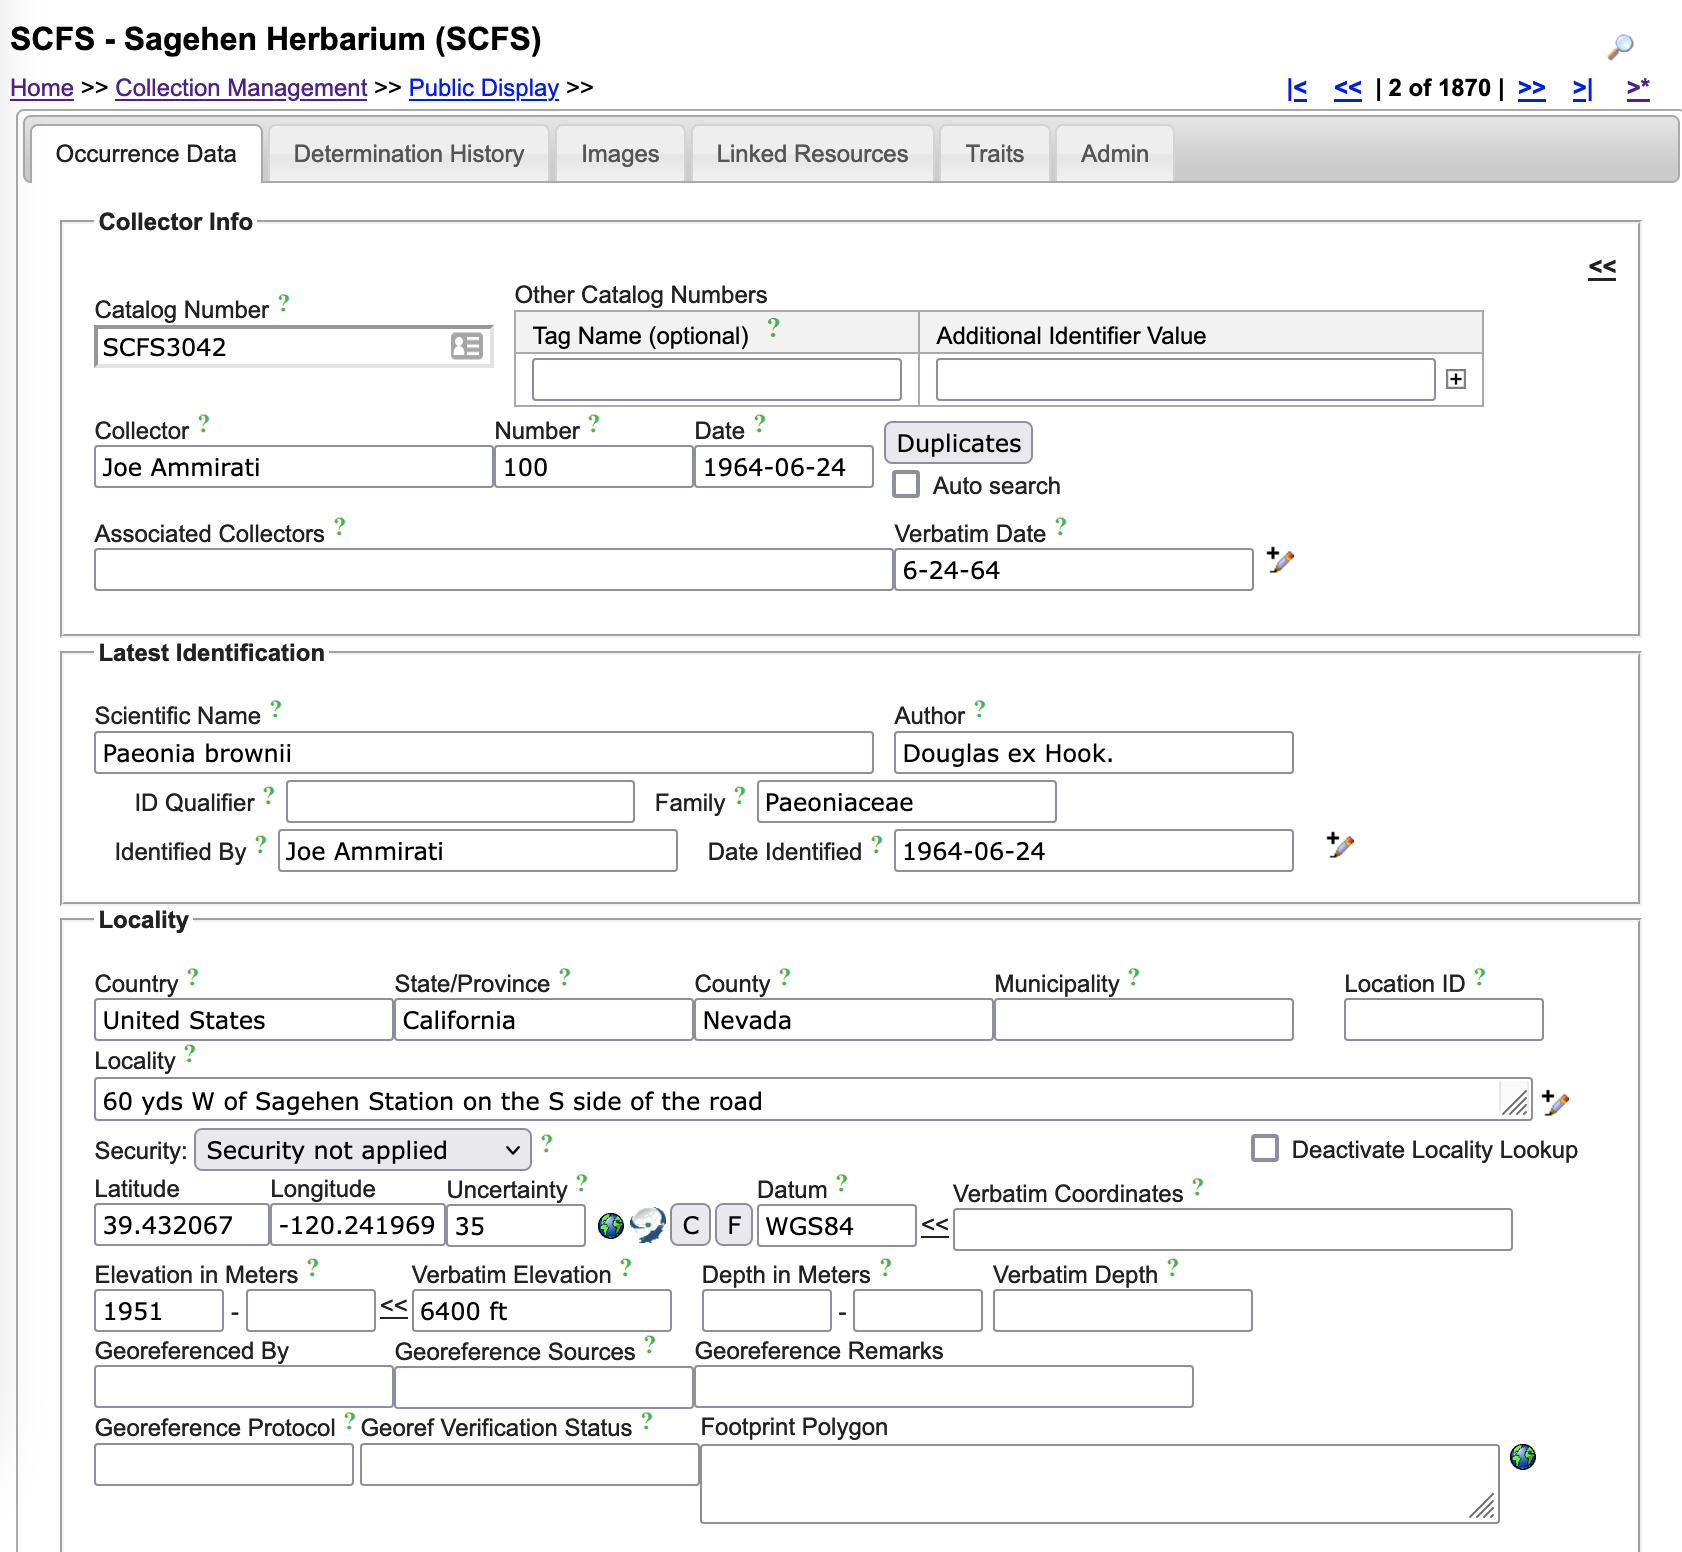 SCFS - Sagehen Herbarium (SCFS)
Home >> Collection Management >> Public Display >>
|< << | 2 of 1870 | >> >| >*
Occurrence Data Determination History Images Linked Resources Traits Admin
Collector Info
<<
Catalog Number ?
SCFS3042
Other Catalog Numbers
Tag Name (optional) ? Additional Identifier Value
Collector ? Number ? Date ?
Joe Ammirati 100 1964-06-24
Duplicates
Auto search
Associated Collectors ? Verbatim Date ?
6-24-64
Latest Identification
Scientific Name ? Author ?
Paeonia brownii Douglas ex Hook.
ID Qualifier ? Family ? Paeoniaceae
Identified By ? Joe Ammirati Date Identified ? 1964-06-24
Locality
Country ? State/Province ? County ? Municipality ? Location ID ?
United States California Nevada
Locality ?
60 yds W of Sagehen Station on the S side of the road
Security: Security not applied ? Deactivate Locality Lookup
Latitude Longitude Uncertainty ? Datum ? Verbatim Coordinates ?
39.432067 -120.241969 35 C F WGS84 <<
Elevation in Meters ? Verbatim Elevation ? Depth in Meters ? Verbatim Depth ?
1951 - << 6400 ft -
Georeferenced By Georeference Sources ? Georeference Remarks
Georeference Protocol ? Georef Verification Status ? Footprint Polygon